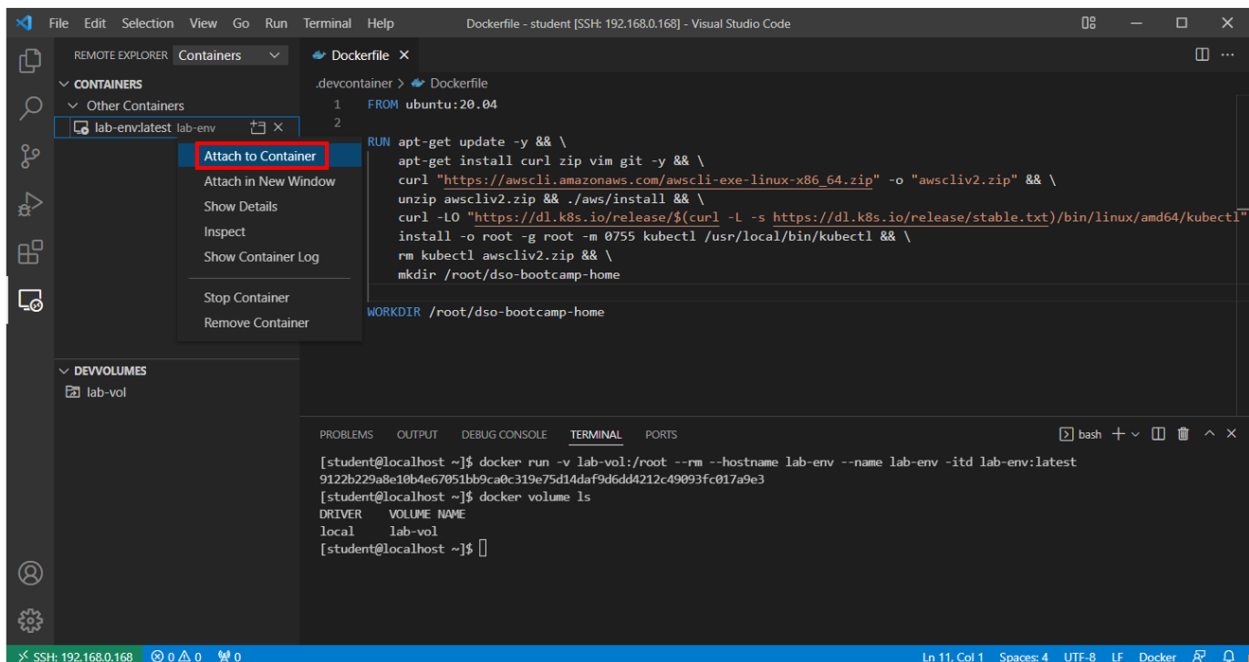 File Edit Selection View Go Run Terminal Help
Dockerfile - student [SSH: 192.168.0.168] - Visual Studio Code
REMOTE EXPLORER Containers
CONTAINERS
Other Containers
lab-env:latest lab-env
Attach to Container
Attach in New Window
Show Details
Inspect
Show Container Log
Stop Container
Remove Container
DEVVOLUMES
lab-vol
Dockerfile
.devcontainer > Dockerfile
1 FROM ubuntu:20.04
2
RUN apt-get update -y && \
apt-get install curl zip vim git -y && \
curl "https://awscli.amazonaws.com/awscli-exe-linux-x86_64.zip" -o "awscliv2.zip" && \
unzip awscliv2.zip && ./aws/install && \
curl -LO "https://dl.k8s.io/release/$(curl -L -s https://dl.k8s.io/release/stable.txt)/bin/linux/amd64/kubectl"
install -o root -g root -m 0755 kubectl /usr/local/bin/kubectl && \
rm kubectl awscliv2.zip && \
mkdir /root/dso-bootcamp-home
WORKDIR /root/dso-bootcamp-home
PROBLEMS OUTPUT DEBUG CONSOLE TERMINAL PORTS
bash
[student@localhost ~]$ docker run -v lab-vol:/root --rm --hostname lab-env --name lab-env -itd lab-env:latest
9122b229a8e10b4e67051bb9ca0c319e75d14daf9d6dd4212c49093fc017a9e3
[student@localhost ~]$ docker volume ls
DRIVER VOLUME NAME
local lab-vol
[student@localhost ~]$
SSH: 192.168.0.168 0 0 0
Ln 11, Col 1 Spaces: 4 UTF-8 LF Docker